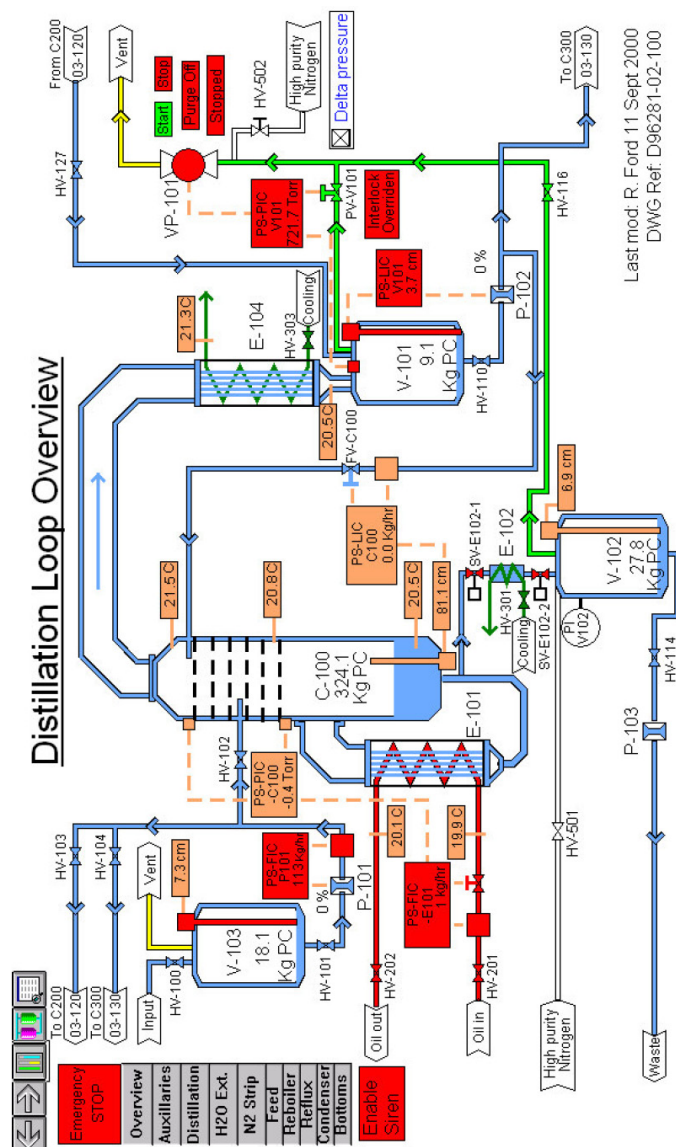 Distillation Loop Overview
Emergency
STOP
Overview
Auxillaries
Distillation
H2O Ext.
N2 Strip
Feed
Reboiler
Reflux
Condenser
Bottoms
Enable
Siren
To C200
03-120
HV-103
To C300
03-130
HV-104
Vent
Input
HV-100
7.3 cm
V-103
18.1
Kg PC
HV-101
0 %
P-101
PS-FIC
P101
113Kg/hr
HV-102
Oil out
HV-202
Oil in
HV-201
20.1 C
19.9 C
PS-FIC
-E101
1 kg/hr
PS-PIC
-C100
-0.4 Torr
E-101
21.5 C
20.8 C
C-100
324.1
Kg PC
20.5 C
81.1 cm
PS-LIC
C100
0.0 Kg/hr
FV-C100
21.3 C
E-104
HV-303
Cooling
20.5 C
From C200
03-120
HV-127
Vent
VP-101
Start
Stop
Purge Off
Stopped
HV-502
High purity
Nitrogen
Delta pressure
PS-PIC
V101
721.7 Torr
PV-V101
Interlock
Overriden
PS-LIC
V101
3.7 cm
V-101
9.1
Kg PC
HV-110
0 %
P-102
To C300
03-130
HV-116
SV-E102-1
E-102
HV-301
Cooling
SV-E102-2
PI
V102
6.9 cm
V-102
27.8
Kg PC
HV-114
P-103
Waste
High purity
Nitrogen
HV-501
Last mod: R. Ford 11 Sept 2000
DWG Ref: D96281-02-100